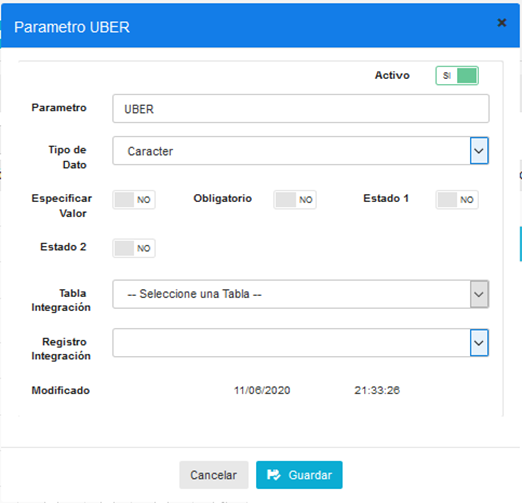 Parametro UBER
Activo SI
Parametro UBER
Tipo de Dato Caracter
Especificar Valor NO Obligatorio NO Estado 1 NO
Estado 2 NO
Tabla Integración -- Seleccione una Tabla --
Registro Integración
Modificado 11/06/2020 21:33:26
Cancelar Guardar